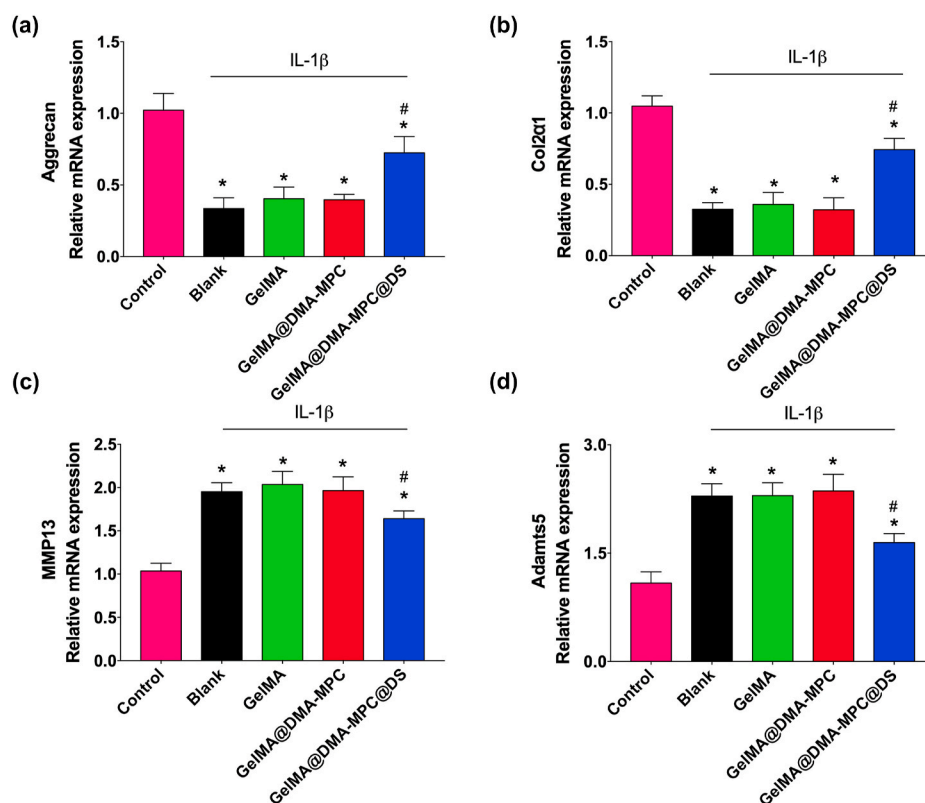 (a)
IL-1β
Aggrecan
Relative mRNA expression
1.5
1.0
0.5
0.0
#
*
*
*
*
Control
Blank
GelMA
GelMA@DMA-MPC
GelMA@DMA-MPC@DS
(b)
IL-1β
Col2α1
Relative mRNA expression
1.5
1.0
0.5
0.0
#
*
*
*
*
Control
Blank
GelMA
GelMA@DMA-MPC
GelMA@DMA-MPC@DS
(c)
IL-1β
MMP13
Relative mRNA expression
2.5
2.0
1.5
1.0
0.5
0.0
*
*
*
#
*
Control
Blank
GelMA
GelMA@DMA-MPC
GelMA@DMA-MPC@DS
(d)
IL-1β
Adamts5
Relative mRNA expression
3.0
1.5
0.0
*
*
*
#
*
Control
Blank
GelMA
GelMA@DMA-MPC
GelMA@DMA-MPC@DS